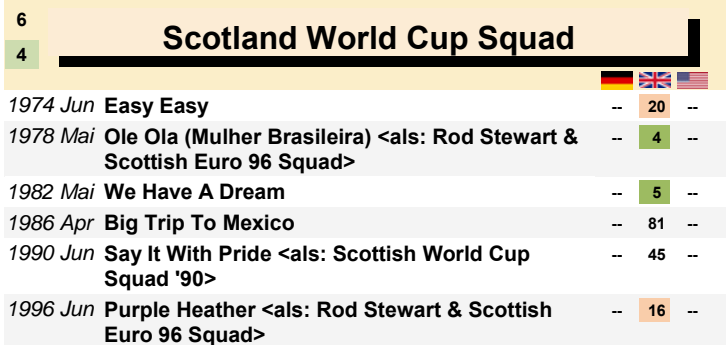 6
4
Scotland World Cup Squad
1974 Jun Easy Easy -- 20 --
1978 Mai Ole Ola (Mulher Brasileira) <als: Rod Stewart & -- 4 --
Scottish Euro 96 Squad>
1982 Mai We Have A Dream -- 5 --
1986 Apr Big Trip To Mexico -- 81 --
1990 Jun Say It With Pride <als: Scottish World Cup -- 45 --
Squad '90>
1996 Jun Purple Heather <als: Rod Stewart & Scottish -- 16 --
Euro 96 Squad>